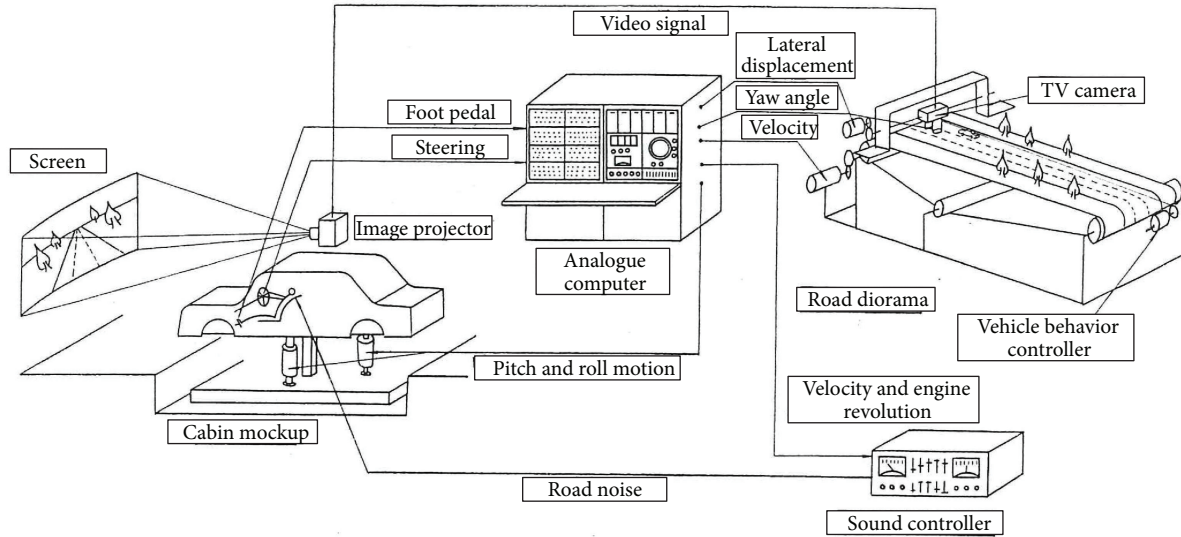 Video signal
Lateral
displacement
Yaw angle
Velocity
TV camera
Foot pedal
Steering
Screen
Image projector
Analogue
computer
Road diorama
Vehicle behavior
controller
Pitch and roll motion
Velocity and engine
revolution
Cabin mockup
Road noise
Sound controller